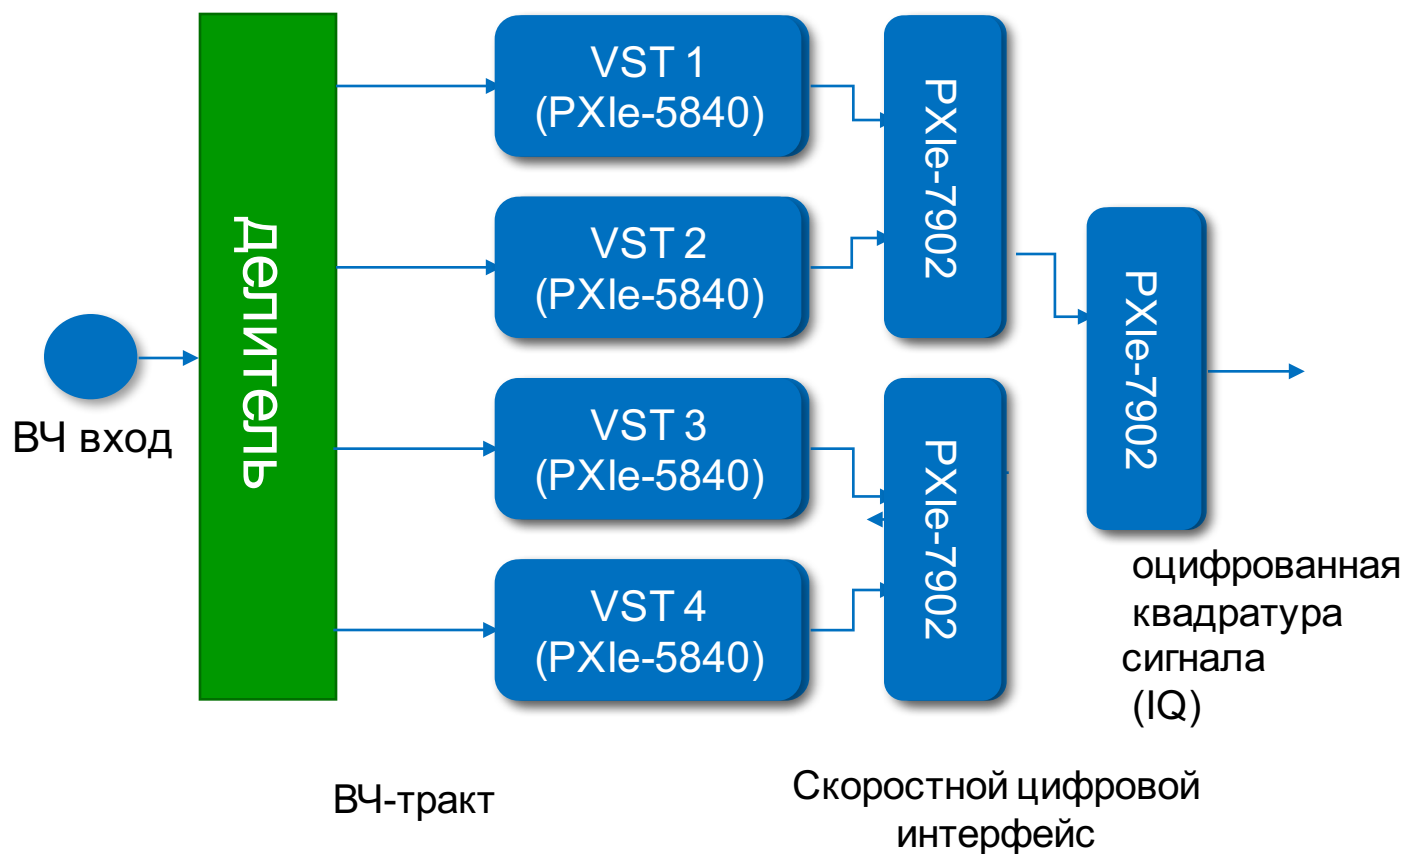 ВЧ вход
Делитель
VST 1
(PXIe-5840)
VST 2
(PXIe-5840)
VST 3
(PXIe-5840)
VST 4
(PXIe-5840)
PXIe-7902
PXIe-7902
PXIe-7902
оцифрованная
квадратура
сигнала
(IQ)
ВЧ-тракт
Скоростной цифровой
интерфейс